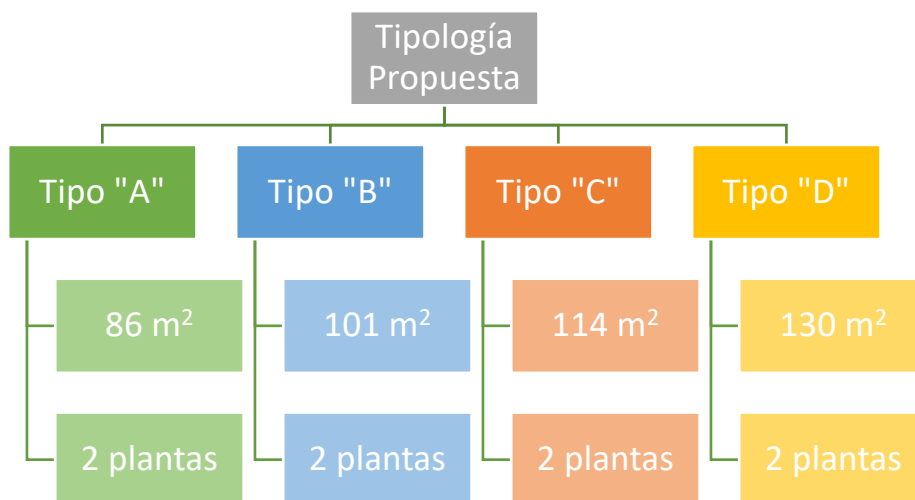 Tipología
Propuesta
Tipo "A"
Tipo "B"
Tipo "C"
Tipo "D"
86 m²
101 m²
114 m²
130 m²
2 plantas
2 plantas
2 plantas
2 plantas